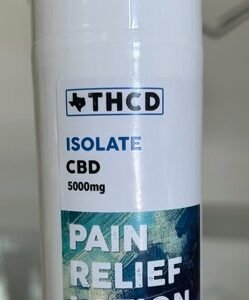 THCD
ISOLATE
CBD
5000mg
PAIN
RELIEF